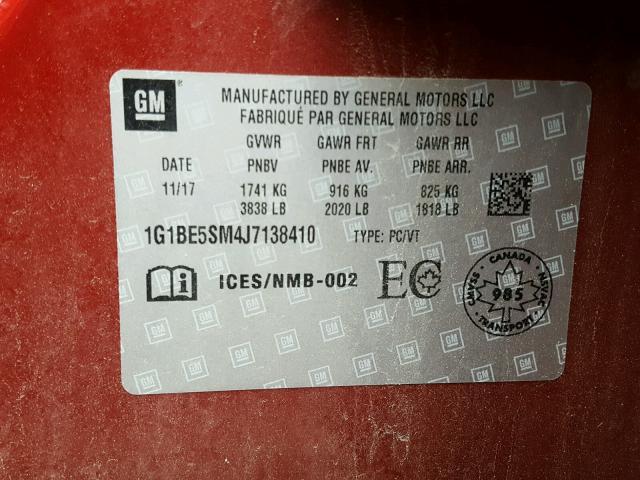 GM
MANUFACTURED BY GENERAL MOTORS LLC
FABRIQUÉ PAR GENERAL MOTORS LLC
GVWR GAWR FRT GAWR RR
DATE PNBV PNBE AV. PNBE ARR.
11/17 1741 KG 916 KG 825 KG
3838 LB 2020 LB 1818 LB
1G1BE5SM4J7138410 TYPE: PC/VT
ICES/NMB-002 EC
CANADA
CMVSS 985 NSVAC
TRANSPORT